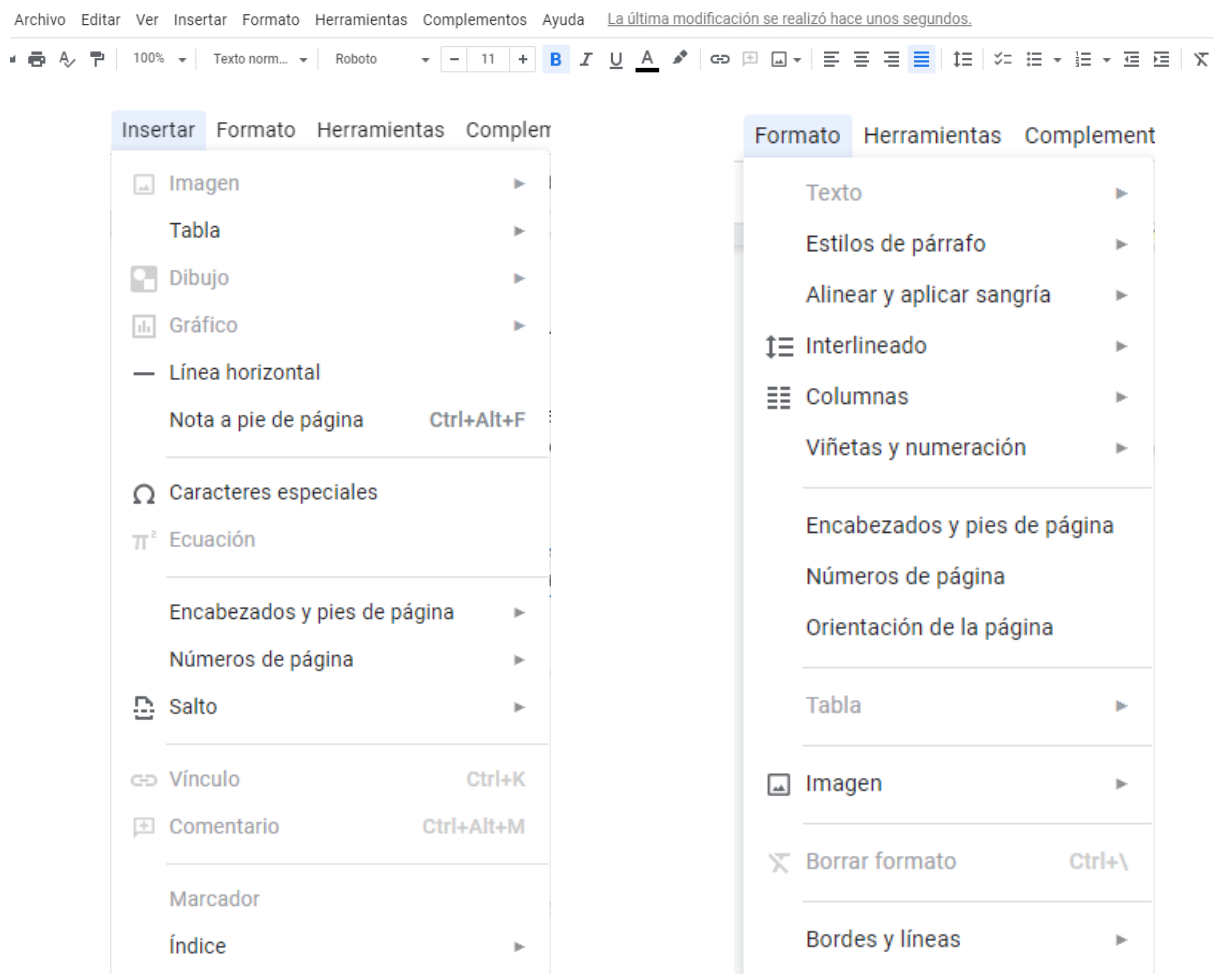 Archivo Editar Ver Insertar Formato Herramientas Complementos Ayuda La última modificación se realizó hace unos segundos.
100% Texto norm... Roboto - 11 + B I U A
Insertar Formato Herramientas Complem
Imagen
Tabla
Dibujo
Gráfico
Línea horizontal
Nota a pie de página Ctrl+Alt+F
Ω Caracteres especiales
π² Ecuación
Encabezados y pies de página
Números de página
Salto
Vínculo Ctrl+K
Comentario Ctrl+Alt+M
Marcador
Índice
Formato Herramientas Complement
Texto
Estilos de párrafo
Alinear y aplicar sangría
Interlineado
Columnas
Viñetas y numeración
Encabezados y pies de página
Números de página
Orientación de la página
Tabla
Imagen
Borrar formato Ctrl+\
Bordes y líneas